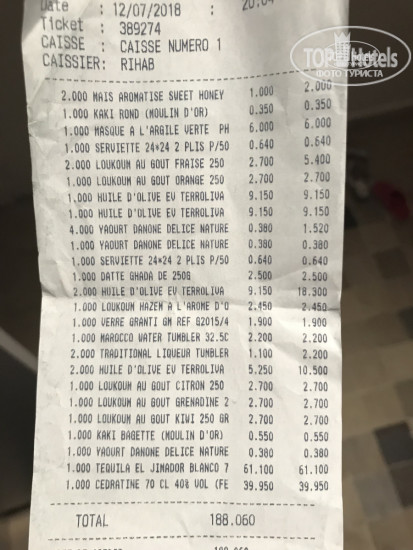 Date : 12/07/2018 20:04
Ticket : 389274
CAISSE : CAISSE NUMERO 1
CAISSIER: RIHAB
TOPHotels
ФОТО ТУРИСТА
2.000 MAIS AROMATISE SWEET HONEY 1.000 2.000
1.000 KAKI ROND (MOULIN D'OR) 0.350 0.350
1.000 MASQUE A L'ARGILE VERTE PH 6.000 6.000
1.000 SERVIETTE 24*24 2 PLIS P/50 0.640 0.640
2.000 LOUKOUM AU GOUT FRAISE 250 2.700 5.400
1.000 LOUKOUM AU GOUT ORANGE 250 2.700 2.700
1.000 HUILE D'OLIVE EV TERROLIVA 9.150 9.150
1.000 HUILE D'OLIVE EV TERROLIVA 9.150 9.150
4.000 YAOURT DANONE DELICE NATURE 0.380 1.520
1.000 YAOURT DANONE DELICE NATURE 0.380 0.380
1.000 SERVIETTE 24*24 2 PLIS P/50 0.640 0.640
1.000 DATTE GHADA DE 250G 2.500 2.500
2.000 HUILE D'OLIVE EV TERROLIVA 9.150 18.300
1.000 LOUKOUM HAZEM A L'AROME D'O 2.450 2.450
1.000 VERRE GRANTI GM REF G2015/4 1.900 1.900
1.000 MAROCCO WATER TUMBLER 32.5C 2.200 2.200
2.000 TRADITIONAL LIQUEUR TUMBLER 1.100 2.200
2.000 HUILE D'OLIVE EV TERROLIVA 5.250 10.500
1.000 LOUKOUM AU GOUT CITRON 250 2.700 2.700
1.000 LOUKOUM AU GOUT GRENADINE 2 2.700 2.700
1.000 LOUKOUM AU GOUT KIWI 250 GR 2.700 2.700
1.000 KAKI BAGETTE (MOULIN D'OR) 0.550 0.550
1.000 YAOURT DANONE DELICE NATURE 0.380 0.380
1.000 TEQUILA EL JIMADOR BLANCO 7 61.100 61.100
1.000 CEDRATINE 70 CL 40% VOL (FE 39.950 39.950
TOTAL 188.060
188.060